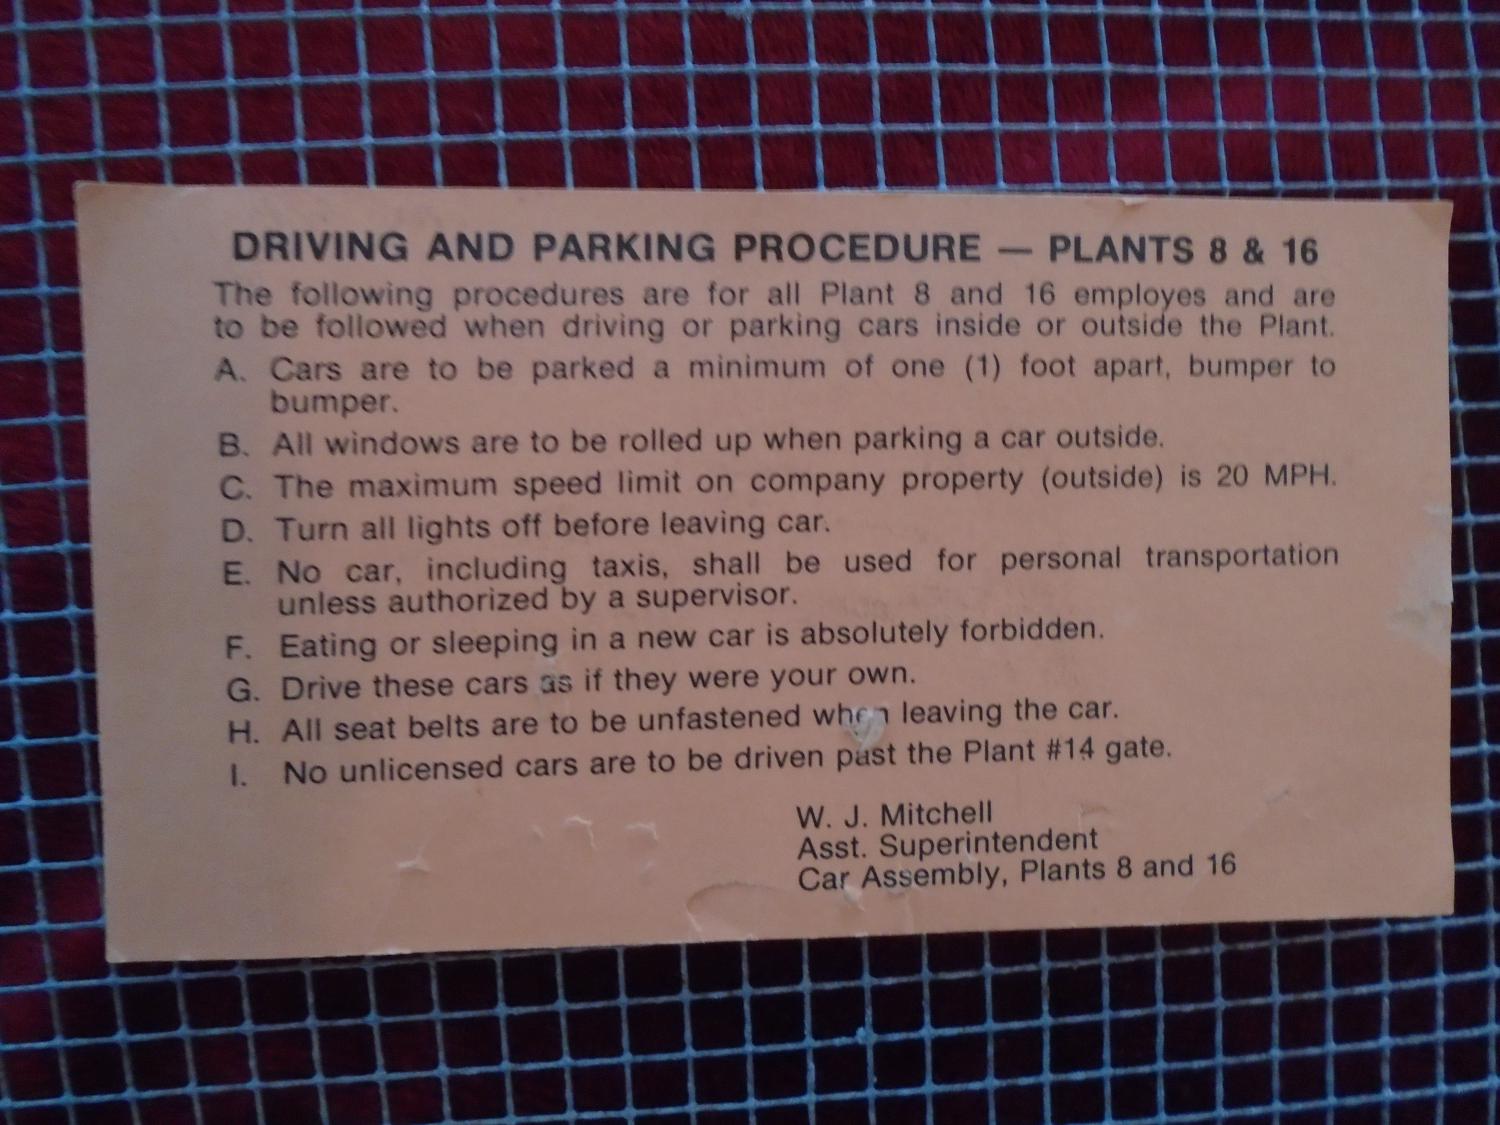 DRIVING AND PARKING PROCEDURE — PLANTS 8 & 16
The following procedures are for all Plant 8 and 16 employes and are
to be followed when driving or parking cars inside or outside the Plant.
A. Cars are to be parked a minimum of one (1) foot apart, bumper to
bumper.
B. All windows are to be rolled up when parking a car outside.
C. The maximum speed limit on company property (outside) is 20 MPH.
D. Turn all lights off before leaving car.
E. No car, including taxis, shall be used for personal transportation
unless authorized by a supervisor.
F. Eating or sleeping in a new car is absolutely forbidden.
G. Drive these cars as if they were your own.
H. All seat belts are to be unfastened when leaving the car.
I. No unlicensed cars are to be driven past the Plant #14 gate.
W. J. Mitchell
Asst. Superintendent
Car Assembly, Plants 8 and 16